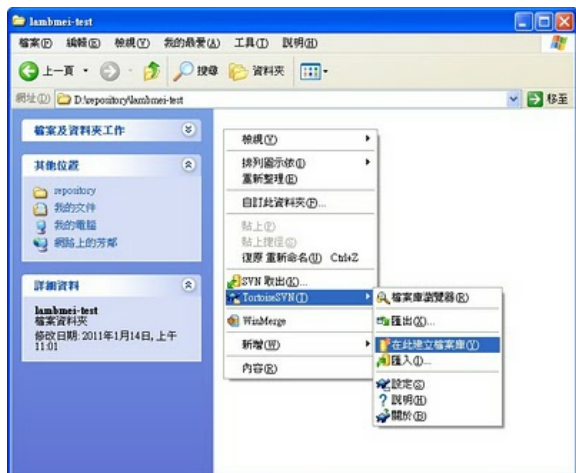 lambmei-test
檔案(F) 編輯(E) 檢視(V) 我的最愛(A) 工具(T) 說明(H)
上一頁 搜尋 資料夾
網址(D) D:\repository\lambmei-test 移至
檔案及資料夾工作
其他位置
repository
我的文件
我的電腦
網路上的芳鄰
詳細資料
lambmei-test
檔案資料夾
修改日期: 2011年1月14日, 上午
11:01
檢視(V)
排列圖示依(I)
重新整理(E)
自訂此資料夾(F)...
貼上(P)
貼上捷徑(S)
復原 重新命名(U) Ctrl+Z
SVN 取出(K)...
TortoiseSVN(T)
WinMerge
新增(W)
內容(R)
檔案庫瀏覽器(R)
匯出(X)...
在此建立檔案庫(Y)
匯入(I)...
設定(S)
說明(H)
關於(B)